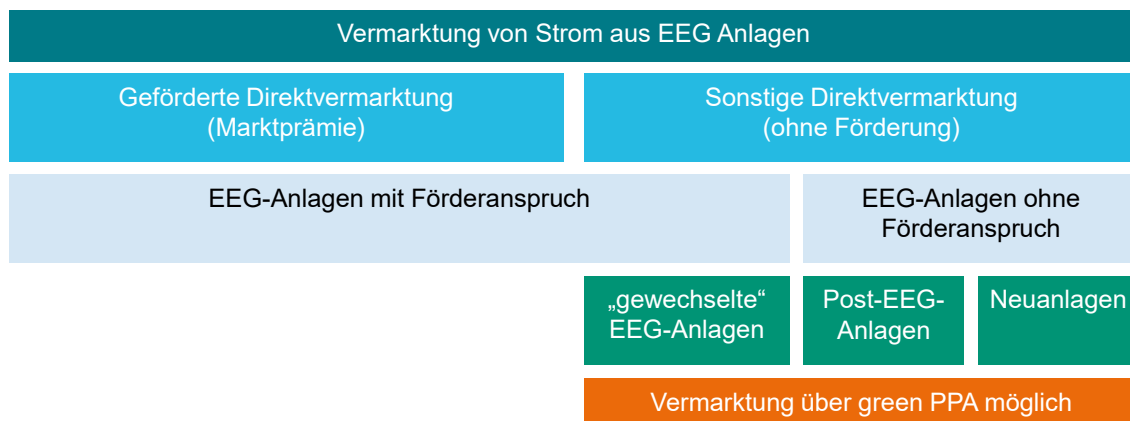 Vermarktung von Strom aus EEG Anlagen
Geförderte Direktvermarktung
(Marktprämie)
Sonstige Direktvermarktung
(ohne Förderung)
EEG-Anlagen mit Förderanspruch
EEG-Anlagen ohne
Förderanspruch
„gewechselte“
EEG-Anlagen
Post-EEG-
Anlagen
Neuanlagen
Vermarktung über green PPA möglich